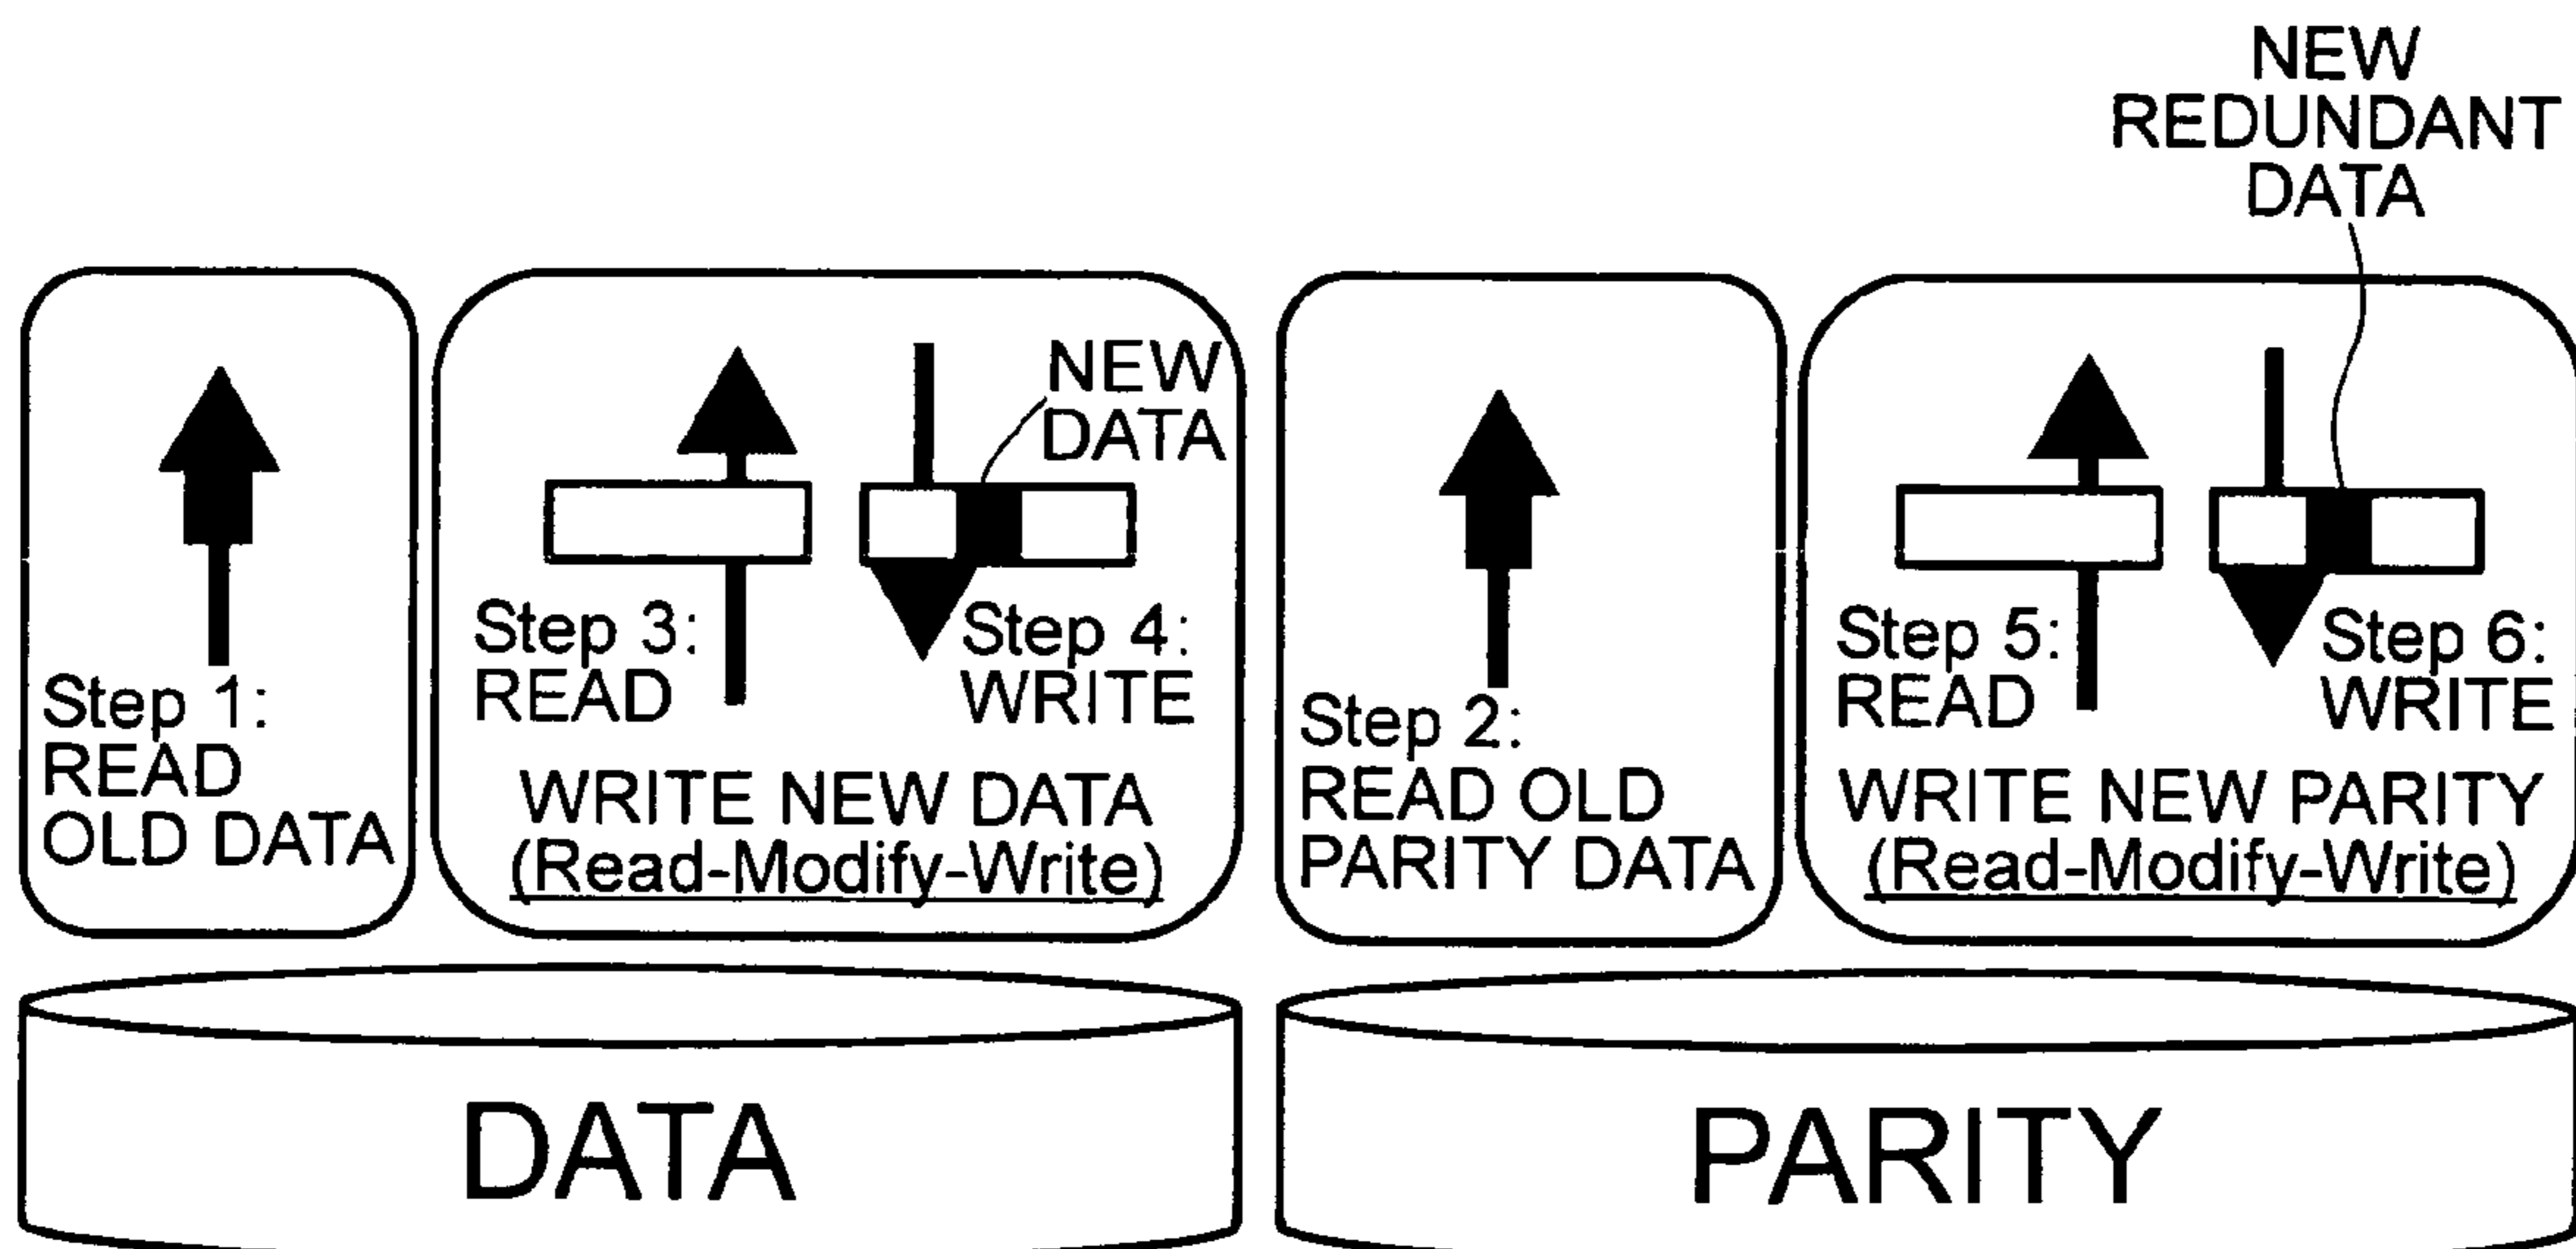 NEW
REDUNDANT
DATA
Step 1:
READ
OLD DATA
NEW
DATA
Step 3:
READ
Step 4:
WRITE
WRITE NEW DATA
(Read-Modify-Write)
Step 2:
READ OLD
PARITY DATA
Step 5:
READ
Step 6:
WRITE
WRITE NEW PARITY
(Read-Modify-Write)
DATA
PARITY